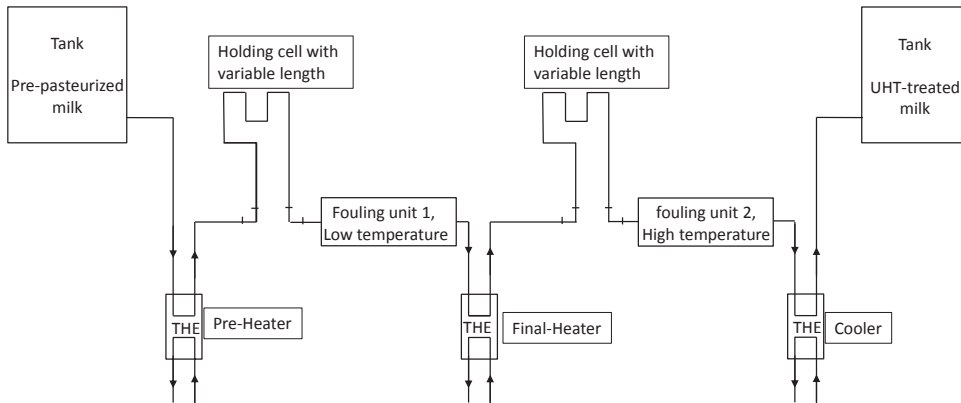 Tank
Pre-pasteurized
milk
Holding cell with
variable length
Holding cell with
variable length
Tank
UHT-treated
milk
Fouling unit 1,
Low temperature
fouling unit 2,
High temperature
THE
Pre-Heater
THE
Final-Heater
THE
Cooler